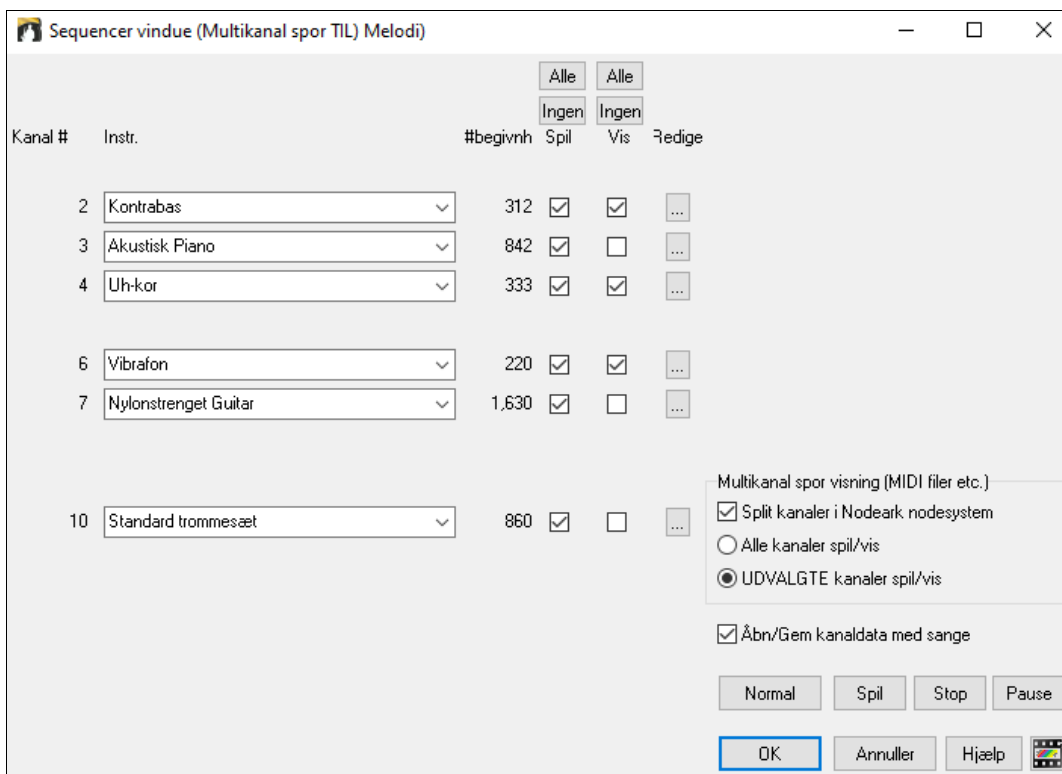 Sequencer vindue (Multikanal spor TIL) Melodi)
Alle Alle
Ingen Ingen
Kanal # Instr. #begivnh Spil Vis Redige
2 Kontrabas 312 ...
3 Akustisk Piano 842 ...
4 Uh-kor 333 ...
6 Vibrafon 220 ...
7 Nylonstrenget Guitar 1,630 ...
10 Standard trommesæt 860 ...
Multikanal spor visning (MIDI filer etc.)
Split kanaler i Nodeark nodesystem
Alle kanaler spil/vis
UDVALGTE kanaler spil/vis
Åbn/Gem kanaldata med sange
Normal Spil Stop Pause
OK Annuller Hjælp